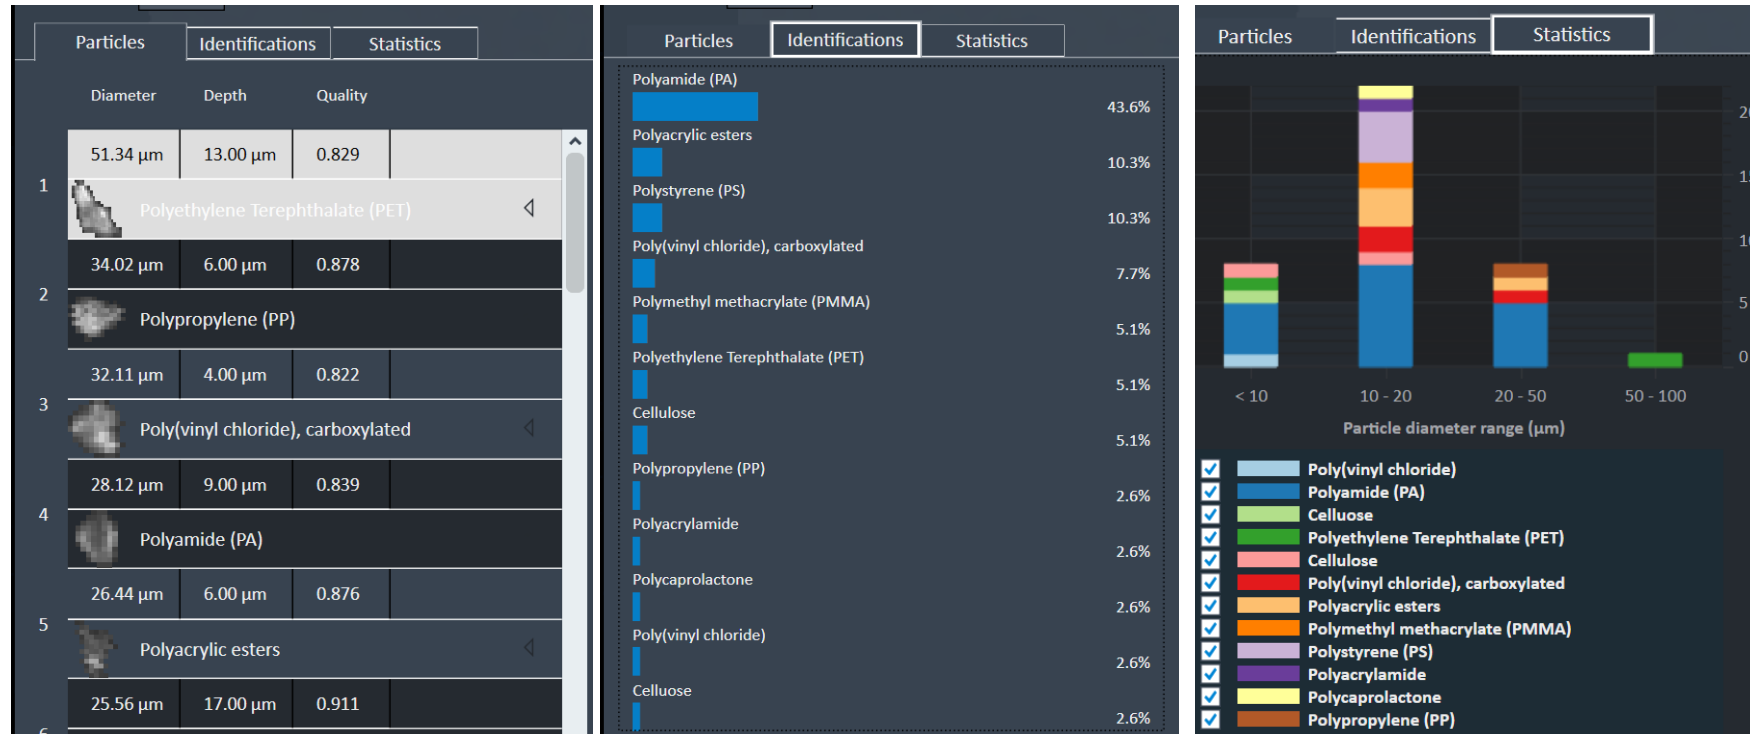 Particles Identifications Statistics
Diameter Depth Quality
51.34 µm 13.00 µm 0.829
1
Polyethylene Terephthalate (PET)
34.02 µm 6.00 µm 0.878
2
Polypropylene (PP)
32.11 µm 4.00 µm 0.822
3
Poly(vinyl chloride), carboxylated
28.12 µm 9.00 µm 0.839
4
Polyamide (PA)
26.44 µm 6.00 µm 0.876
5
Polyacrylic esters
25.56 µm 17.00 µm 0.911
Particles Identifications Statistics
Polyamide (PA)
43.6%
Polyacrylic esters
10.3%
Polystyrene (PS)
10.3%
Poly(vinyl chloride), carboxylated
7.7%
Polymethyl methacrylate (PMMA)
5.1%
Polyethylene Terephthalate (PET)
5.1%
Cellulose
5.1%
Polypropylene (PP)
2.6%
Polyacrylamide
2.6%
Polycaprolactone
2.6%
Poly(vinyl chloride)
2.6%
Celluose
2.6%
Particles Identifications Statistics
5
0
< 10 10 - 20 20 - 50 50 - 100
Particle diameter range (µm)
Poly(vinyl chloride)
Polyamide (PA)
Celluose
Polyethylene Terephthalate (PET)
Cellulose
Poly(vinyl chloride), carboxylated
Polyacrylic esters
Polymethyl methacrylate (PMMA)
Polystyrene (PS)
Polyacrylamide
Polycaprolactone
Polypropylene (PP)